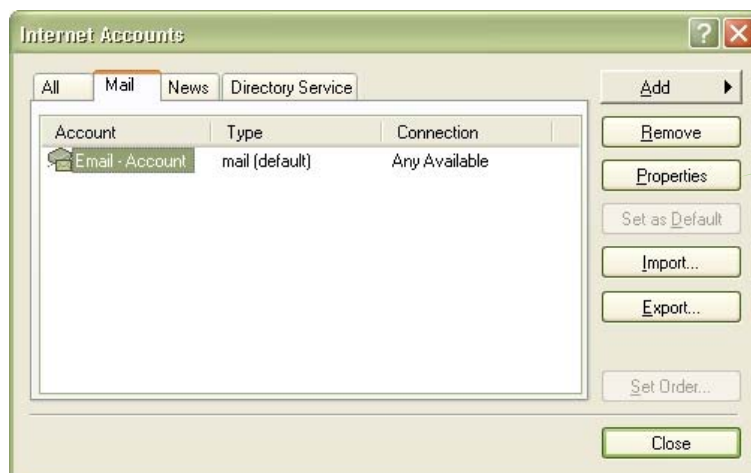 Internet Accounts
All Mail News Directory Service
Account Type Connection
Email - Account mail (default) Any Available
Add
Remove
Properties
Set as Default
Import...
Export...
Set Order...
Close